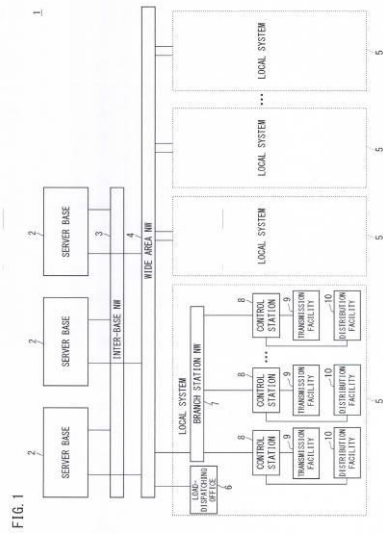 FIG. 1
1
2
SERVER BASE
2
SERVER BASE
2
SERVER BASE
3
INTER-BASE NW
4
WIDE AREA NW
LOCAL SYSTEM
LOAD-
DISPATCHING
OFFICE
6
BRANCH STATION NW
7
8
CONTROL
STATION
9
TRANSMISSION
FACILITY
10
DISTRIBUTION
FACILITY
8
CONTROL
STATION
9
TRANSMISSION
FACILITY
10
DISTRIBUTION
FACILITY
...
8
CONTROL
STATION
9
TRANSMISSION
FACILITY
10
DISTRIBUTION
FACILITY
5
LOCAL SYSTEM
5
LOCAL SYSTEM
5
...
LOCAL SYSTEM
5